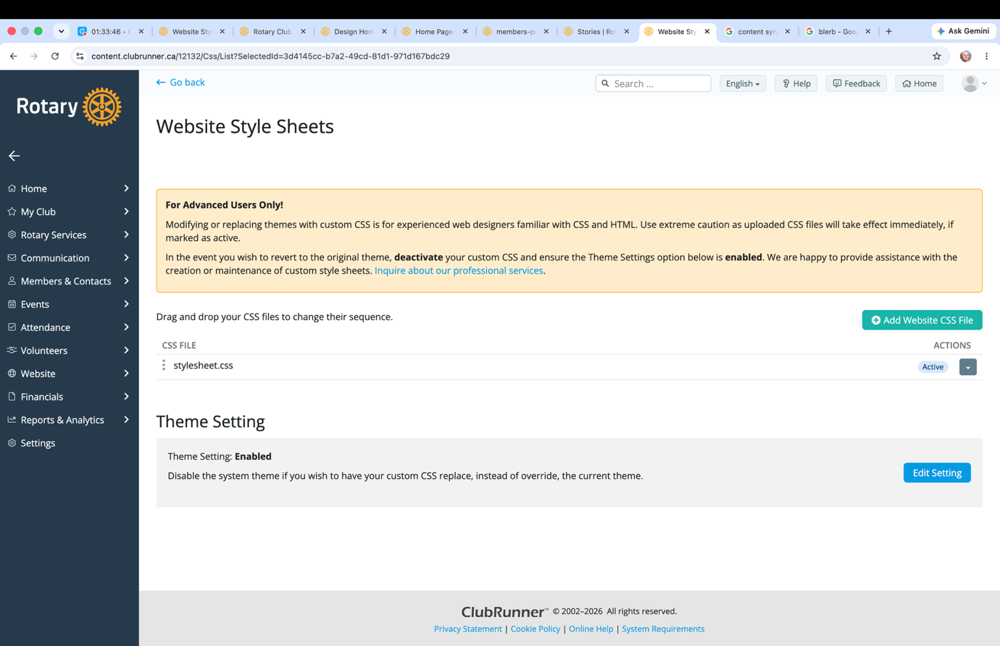 01:33:46 -
Website Sty
Rotary Club
Design Hom
Home Page
members-p
Stories | Rot
Website Sty
content syn
blerb - Goo
Ask Gemini
content.clubrunner.ca/12132/Css/List?SelectedId=3d4145cc-b7a2-49cd-81d1-971d167bdc29
Rotary
Go back
Search ...
English
Help
Feedback
Home
Website Style Sheets
Home
My Club
Rotary Services
Communication
Members & Contacts
Events
Attendance
Volunteers
Website
Financials
Reports & Analytics
Settings
For Advanced Users Only!
Modifying or replacing themes with custom CSS is for experienced web designers familiar with CSS and HTML. Use extreme caution as uploaded CSS files will take effect immediately, if
marked as active.
In the event you wish to revert to the original theme, deactivate your custom CSS and ensure the Theme Settings option below is enabled. We are happy to provide assistance with the
creation or maintenance of custom style sheets. Inquire about our professional services.
Drag and drop your CSS files to change their sequence.
Add Website CSS File
CSS FILE
ACTIONS
stylesheet.css
Active
Theme Setting
Theme Setting: Enabled
Disable the system theme if you wish to have your custom CSS replace, instead of override, the current theme.
Edit Setting
ClubRunner™ © 2002–2026 All rights reserved.
Privacy Statement | Cookie Policy | Online Help | System Requirements